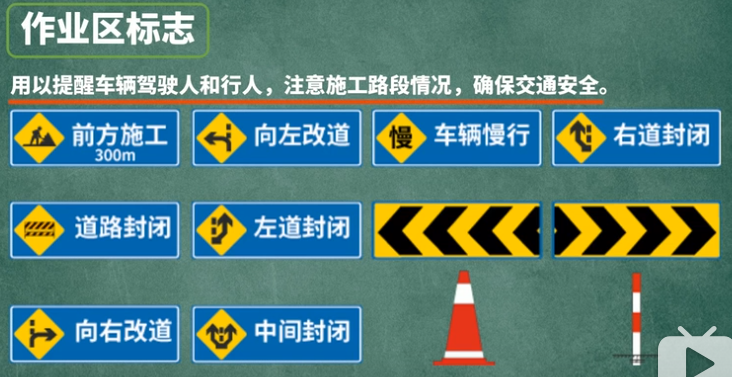 作业区标志
用以提醒车辆驾驶人和行人，注意施工路段情况，确保交通安全。
前方施工
300m
向左改道
慢 车辆慢行
右道封闭
道路封闭
左道封闭
向右改道
中间封闭